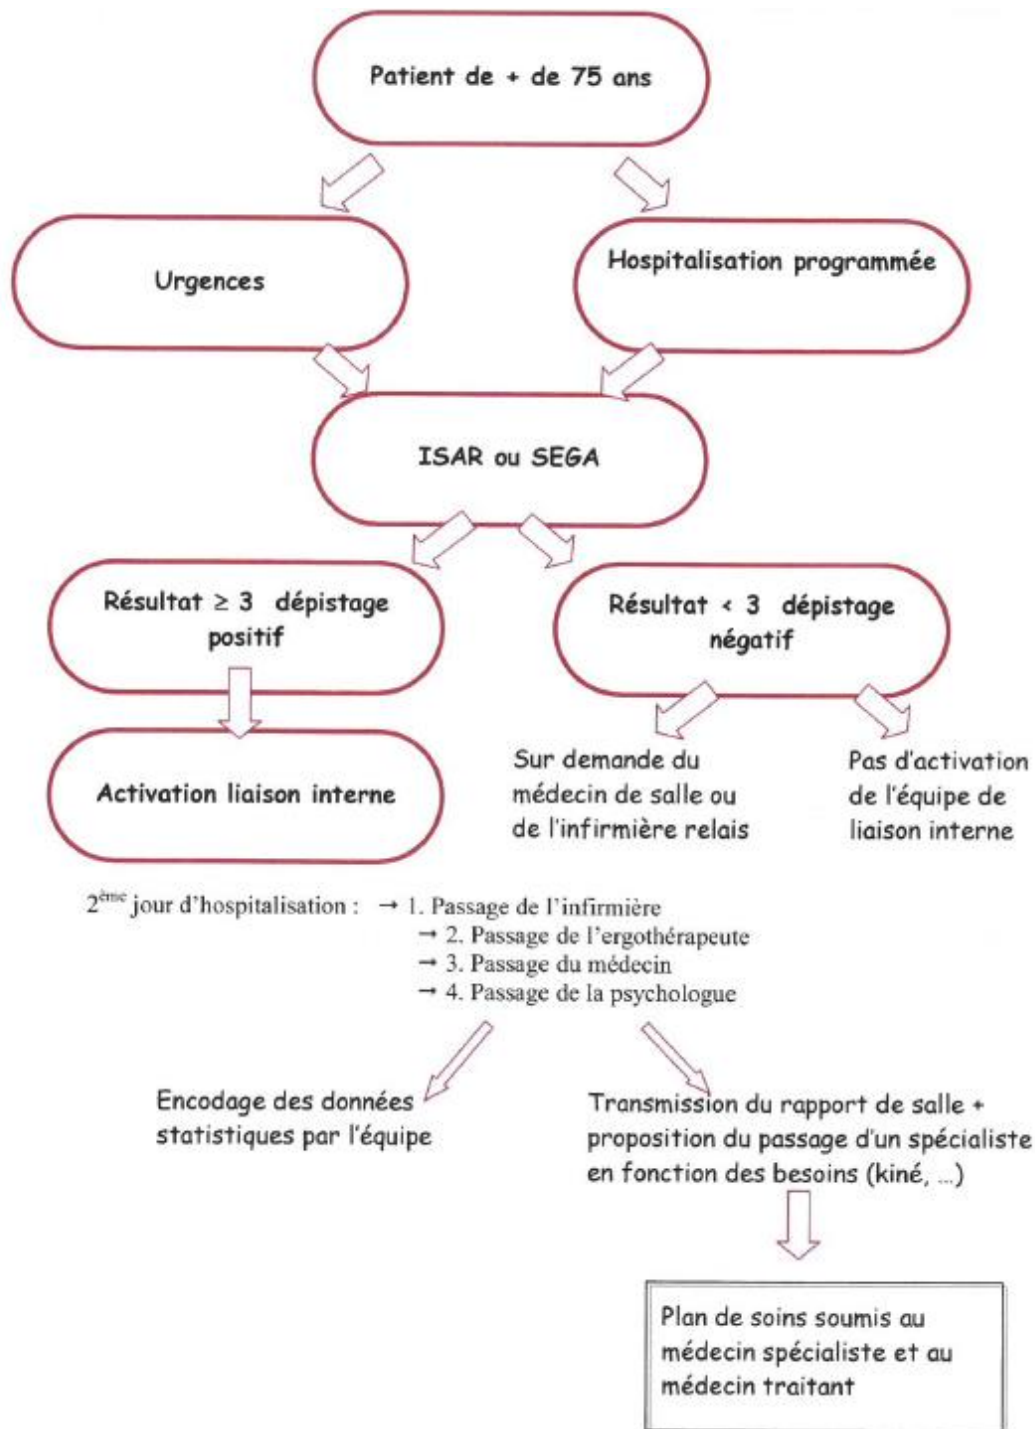 Patient de + de 75 ans
Urgences
Hospitalisation programmée
ISAR ou SEGA
Résultat ≥ 3 dépistage
positif
Résultat < 3 dépistage
négatif
Activation liaison interne
Sur demande du
médecin de salle ou
de l'infirmière relais
Pas d'activation
de l'équipe de
liaison interne
2ème jour d'hospitalisation : → 1. Passage de l'infirmière
→ 2. Passage de l'ergothérapeute
→ 3. Passage du médecin
→ 4. Passage de la psychologue
Encodage des données
statistiques par l'équipe
Transmission du rapport de salle +
proposition du passage d'un spécialiste
en fonction des besoins (kiné, ...)
Plan de soins soumis au
médecin spécialiste et au
médecin traitant